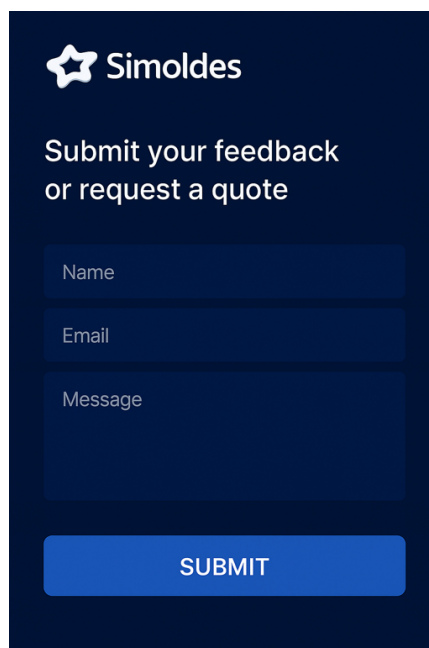 Simoldes
Submit your feedback
or request a quote
Name
Email
Message
SUBMIT